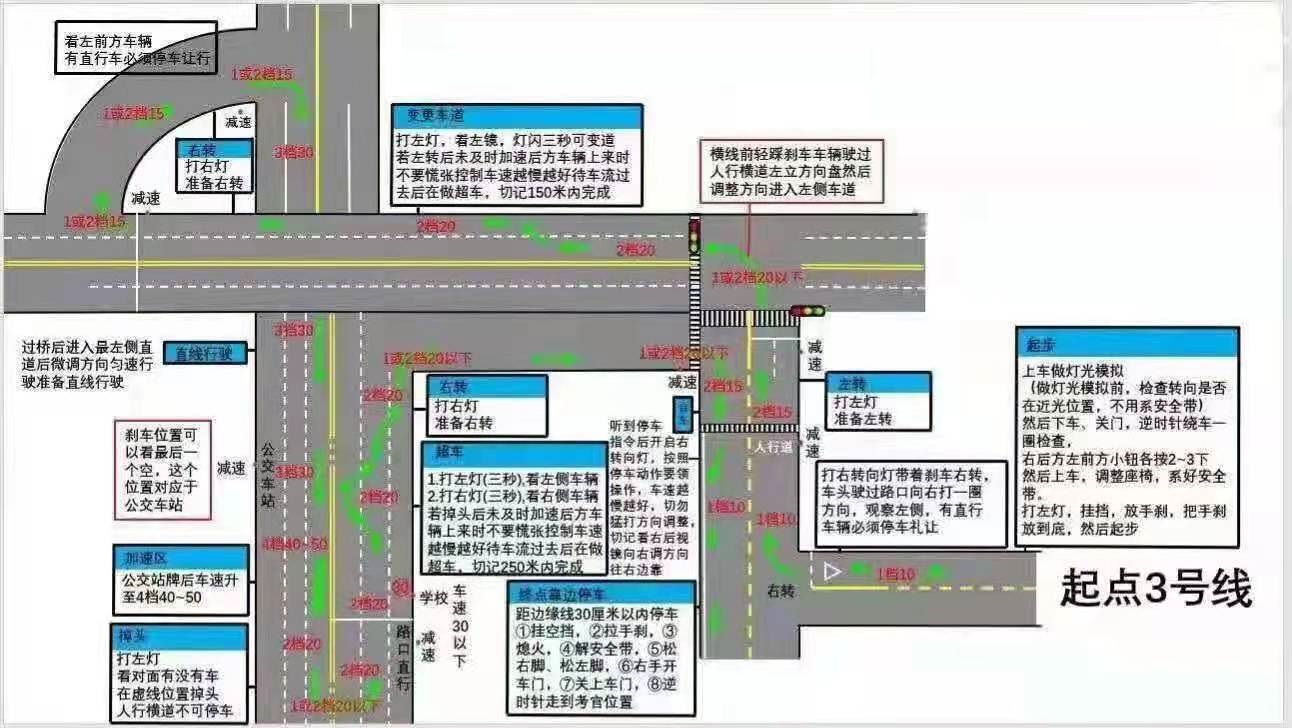 看左前方车辆
有直行车必须停车让行
1或2档15
1或2档15
减速
右转
打右灯
准备右转
3档30
减速
1或2档15
变更车道
打左灯，看左镜，灯闪三秒可变道
若左转后未及时加速后方车辆上来时
不要慌张控制车速越慢越好待车流过
去后在做超车，切记150米内完成
横线前轻踩刹车车辆驶过
人行横道左立方向盘然后
调整方向进入左侧车道
2档20
2档20
1或2档20以下
3档30
过桥后进入最左侧直
道后微调方向匀速行
驶准备直线行驶
直线行驶
1或2档20以下
1或2档20以下
减速
减速
2档20
右转
打右灯
准备右转
2档15
2档15
左转
打左灯
准备左转
起步
上车做灯光模拟
（做灯光模拟前，检查转向是否
在近光位置，不用系安全带）
然后下车、关门，逆时针绕车一
圈检查，
右后方左前方小钮各按2~3下
然后上车，调整座椅，系好安全
带。
打左灯，挂挡，放手刹，把手刹
放到底，然后起步
刹车位置可
以看最后一
个空，这个
位置对应于
公交车站
减速
公交车站
3档30
2档20
超车
1.打左灯(三秒),看左侧车辆
2.打右灯(三秒),看右侧车辆
若掉头后未及时加速后方车
辆上来时不要慌张控制车速
越慢越好待车流过去后在做
超车，切记250米内完成
听到停车
指令后开启右
转向灯，按照
停车动作要领
操作，车速越
慢越好，切勿
猛打方向调整，
切记看右后视
镜向右调方向
往右边靠
人行道
减速
打右转向灯带着刹车右转，
车头驶过路口向右打一圈
方向，观察左侧，有直行
车辆必须停车礼让
1档10
1档10
4档40~50
加速区
公交站牌后车速升
至4档40~50
30
2档20
学校
车速30以下
减速
路口直行
终点靠边停车
距边缘线30厘米以内停车
①挂空挡，②拉手刹，③
熄火，④解安全带，⑤松
右脚、松左脚，⑥右手开
车门，⑦关上车门，⑧逆
时针走到考官位置
右转
1档10
起点3号线
掉头
打左灯
看对面有没有车
在虚线位置掉头
人行横道不可停车
2档20
2档20
1或2档20以下